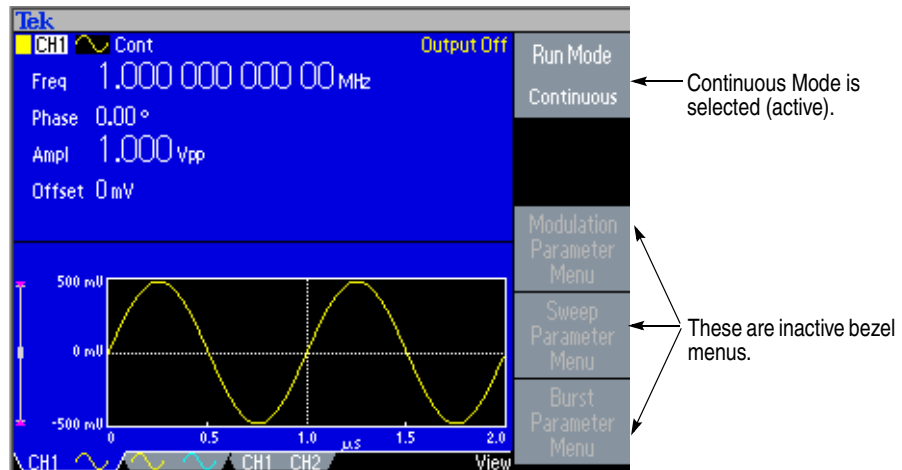 Tek
CH1 Cont Output Off
Freq 1.000 000 000 00 MHz
Phase 0.00 °
Ampl 1.000 Vpp
Offset 0 mV
Run Mode
Continuous
Continuous Mode is
selected (active).
Modulation
Parameter
Menu
Sweep
Parameter
Menu
Burst
Parameter
Menu
These are inactive bezel
menus.
500 mV
0 mV
-500 mV
0 0.5 1.0 µs 1.5 2.0
CH1 CH1 CH2 View